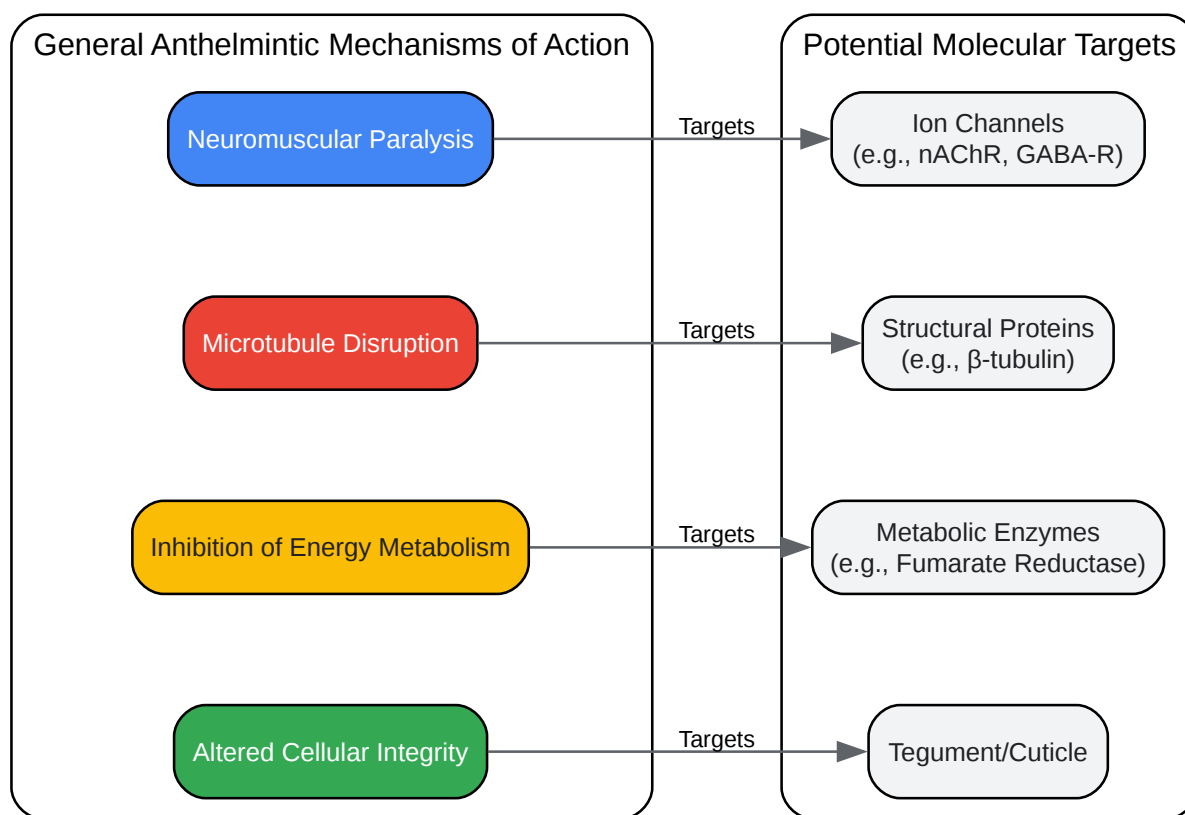 General Anthelmintic Mechanisms of Action
Potential Molecular Targets
Neuromuscular Paralysis
Targets
Ion Channels
(e.g., nAChR, GABA-R)
Microtubule Disruption
Targets
Structural Proteins
(e.g., β-tubulin)
Inhibition of Energy Metabolism
Targets
Metabolic Enzymes
(e.g., Fumarate Reductase)
Altered Cellular Integrity
Targets
Tegument/Cuticle